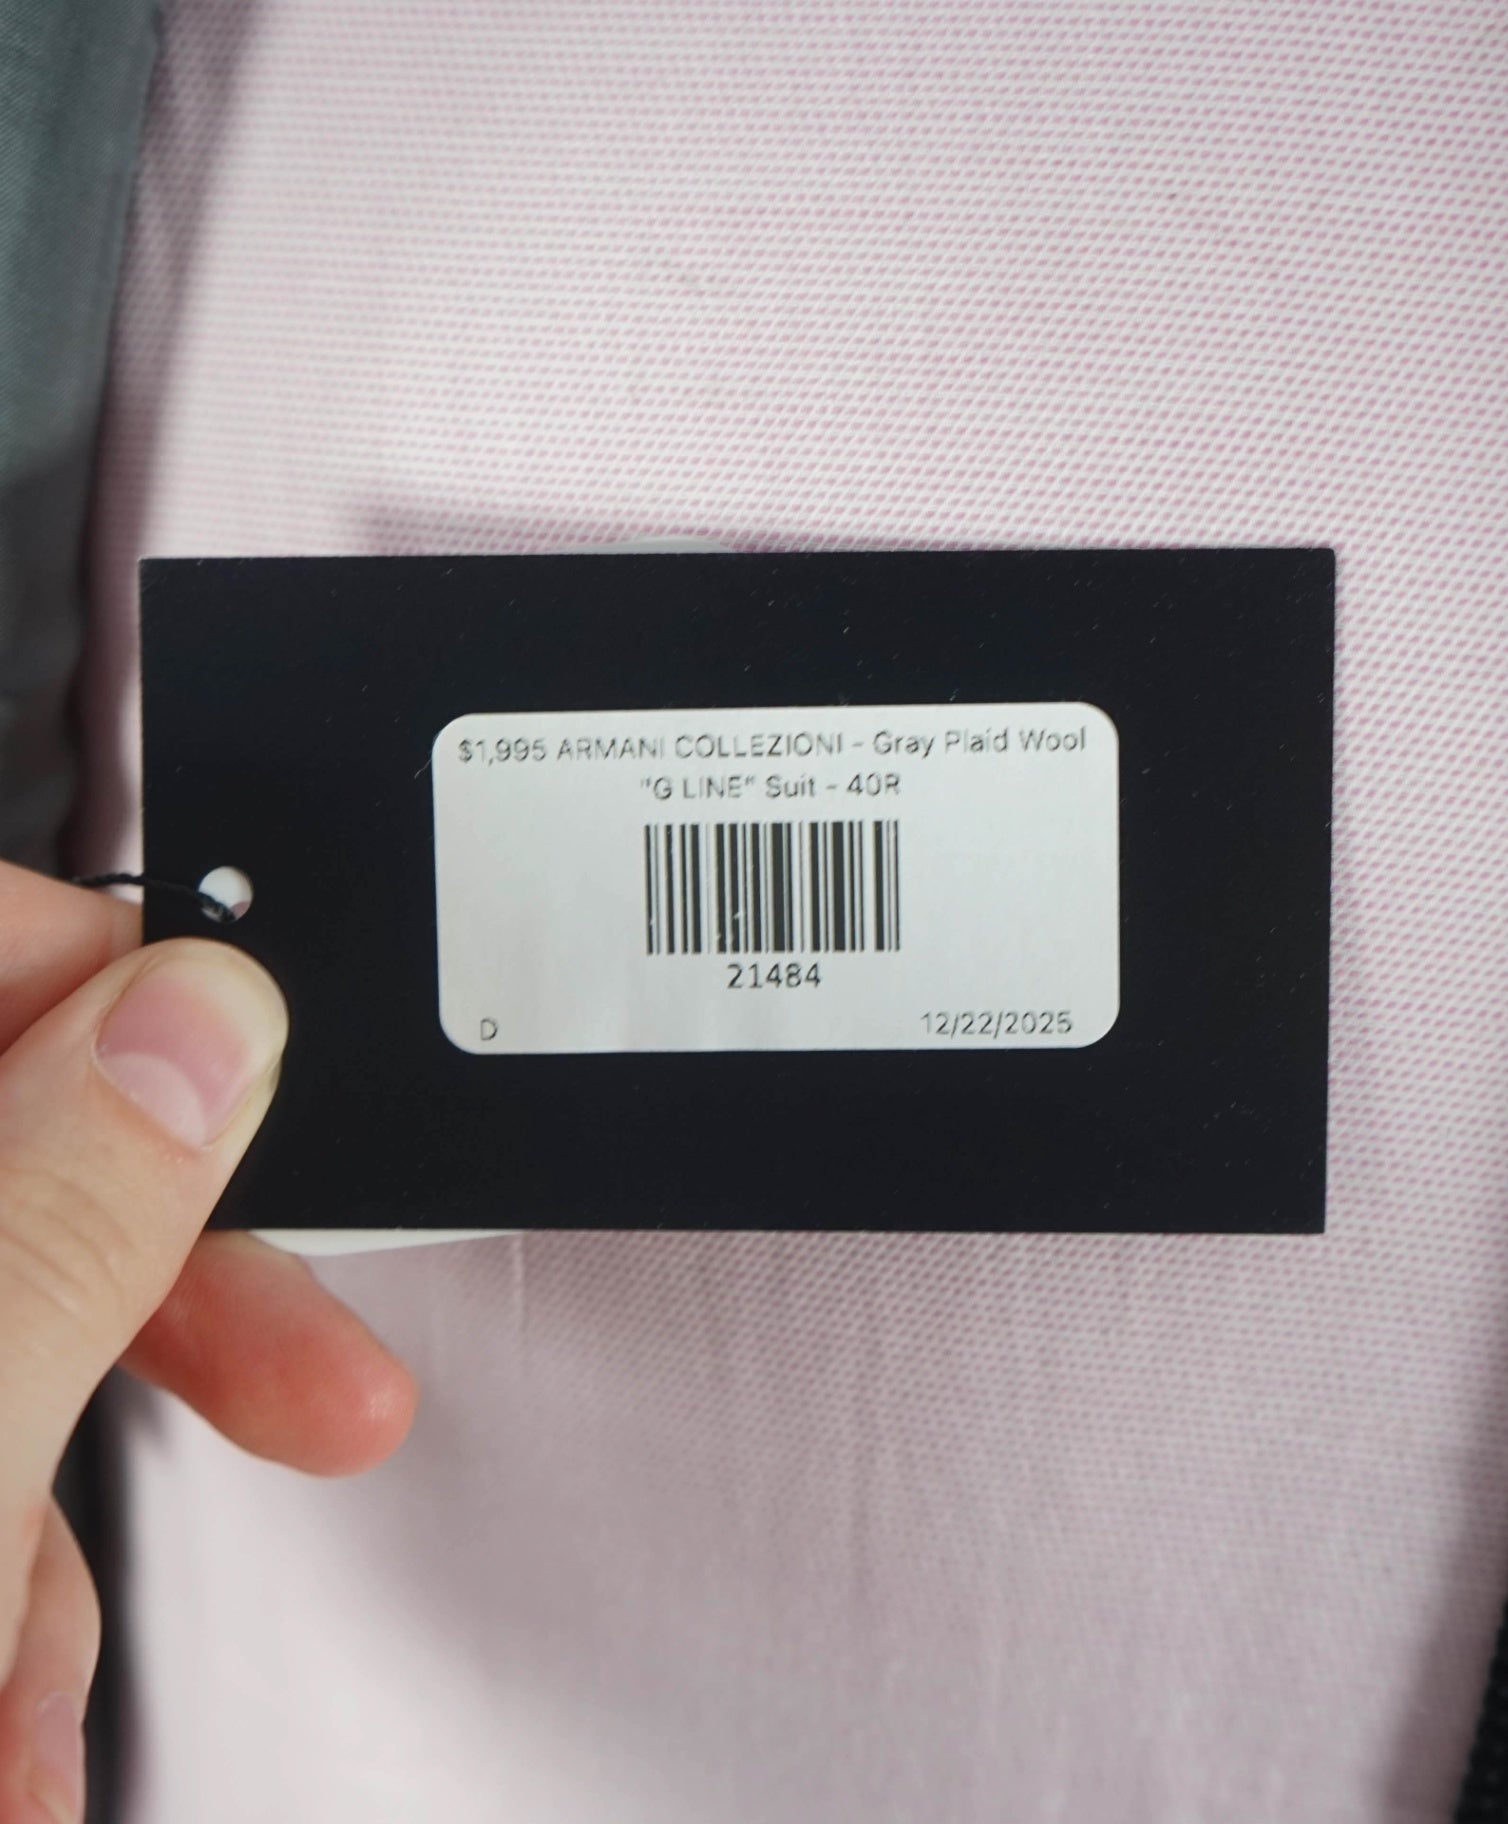 $1,995 ARMANI COLLEZIONI - Gray Plaid Wool
"G LINE" Suit - 40R
21484
D
12/22/2025